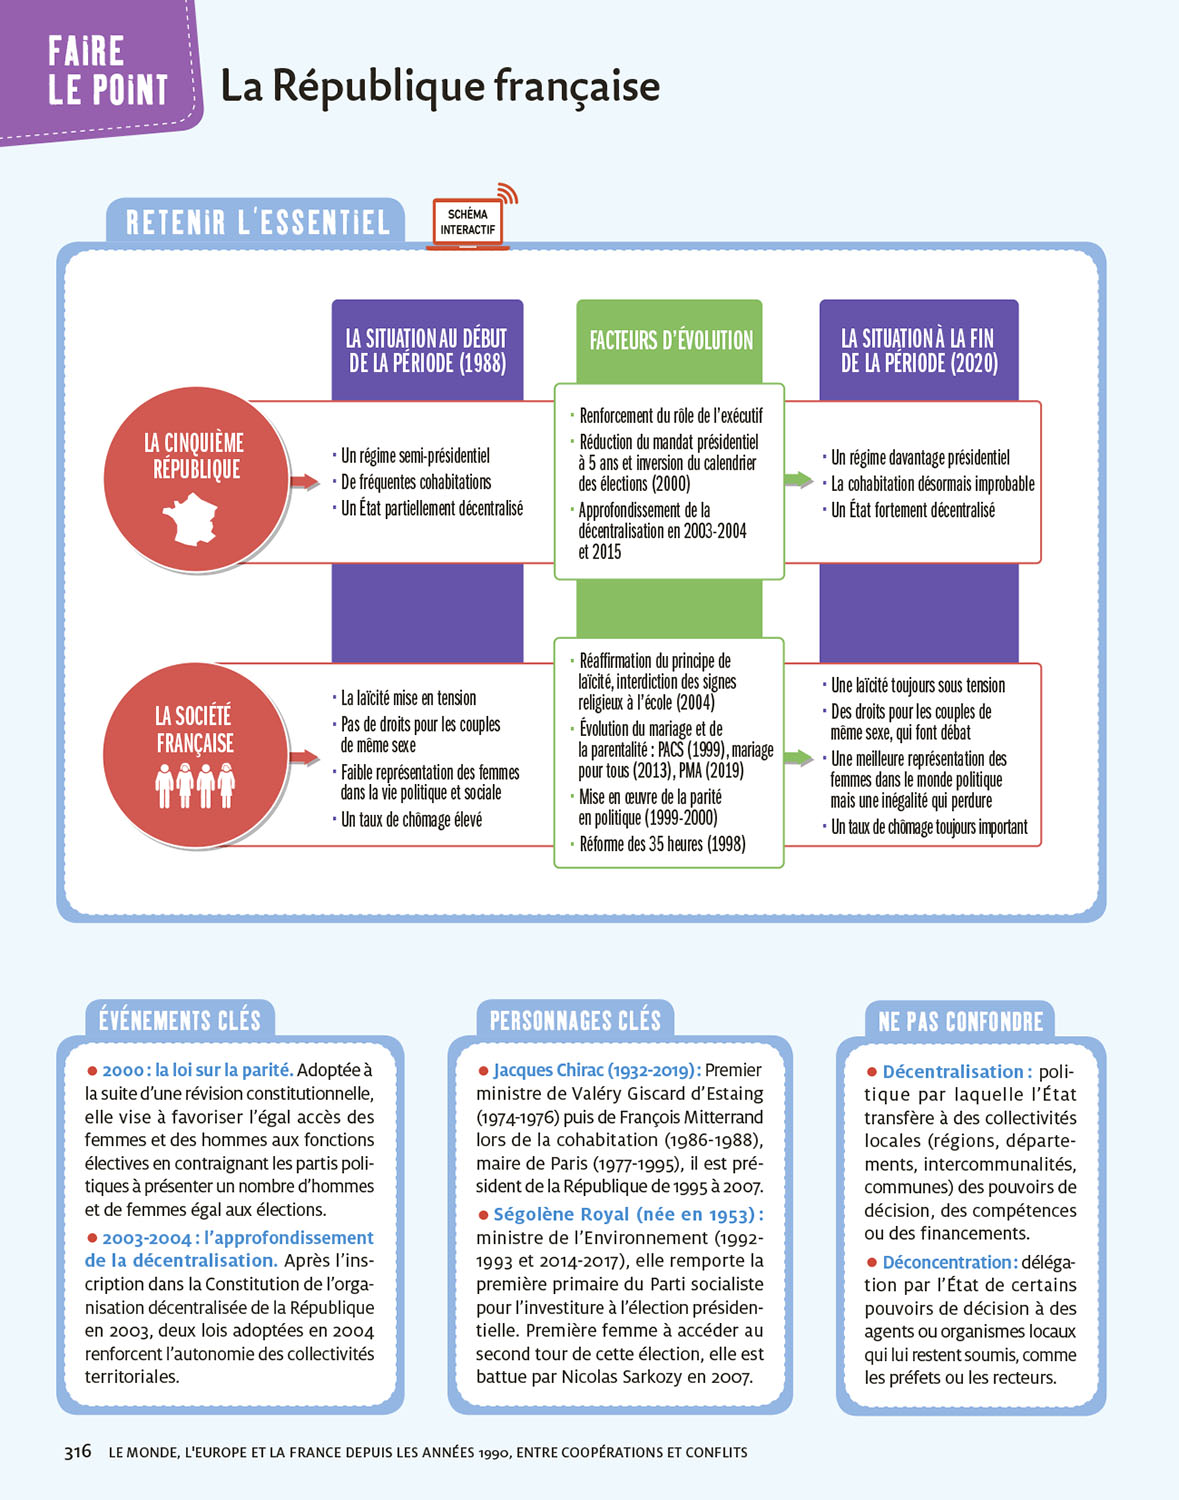 FAIRE
LE POINT
La République française
RETENIR L'ESSENTIEL
SCHÉMA
INTERACTIF
LA SITUATION AU DÉBUT
DE LA PÉRIODE (1988)
FACTEURS D'ÉVOLUTION
LA SITUATION À LA FIN
DE LA PÉRIODE (2020)
LA CINQUIÈME
RÉPUBLIQUE
· Un régime semi-présidentiel
· De fréquentes cohabitations
· Un État partiellement décentralisé
· Renforcement du rôle de l'exécutif
· Réduction du mandat présidentiel
à 5 ans et inversion du calendrier
des élections (2000)
· Approfondissement de la
décentralisation en 2003-2004
et 2015
· Un régime davantage présidentiel
· La cohabitation désormais improbable
· Un État fortement décentralisé
LA SOCIÉTÉ
FRANÇAISE
· La laïcité mise en tension
· Pas de droits pour les couples
de même sexe
· Faible représentation des femmes
dans la vie politique et sociale
· Un taux de chômage élevé
· Réaffirmation du principe de
laïcité, interdiction des signes
religieux à l'école (2004)
· Évolution du mariage et de
la parentalité : PACS (1999), mariage
pour tous (2013), PMA (2019)
· Mise en œuvre de la parité
en politique (1999-2000)
· Réforme des 35 heures (1998)
· Une laïcité toujours sous tension
· Des droits pour les couples de
même sexe, qui font débat
· Une meilleure représentation des
femmes dans le monde politique
mais une inégalité qui perdure
· Un taux de chômage toujours important
ÉVÉNEMENTS CLÉS
● 2000 : la loi sur la parité. Adoptée à
la suite d'une révision constitutionnelle,
elle vise à favoriser l'égal accès des
femmes et des hommes aux fonctions
électives en contraignant les partis poli-
tiques à présenter un nombre d'hommes
et de femmes égal aux élections.
● 2003-2004 : l'approfondissement
de la décentralisation. Après l'ins-
cription dans la Constitution de l'orga-
nisation décentralisée de la République
en 2003, deux lois adoptées en 2004
renforcent l'autonomie des collectivités
territoriales.
PERSONNAGES CLÉS
● Jacques Chirac (1932-2019) : Premier
ministre de Valéry Giscard d'Estaing
(1974-1976) puis de François Mitterrand
lors de la cohabitation (1986-1988),
maire de Paris (1977-1995), il est pré-
sident de la République de 1995 à 2007.
● Ségolène Royal (née en 1953) :
ministre de l'Environnement (1992-
1993 et 2014-2017), elle remporte la
première primaire du Parti socialiste
pour l'investiture à l'élection présiden-
tielle. Première femme à accéder au
second tour de cette élection, elle est
battue par Nicolas Sarkozy en 2007.
NE PAS CONFONDRE
● Décentralisation : poli-
tique par laquelle l'État
transfère à des collectivités
locales (régions, départe-
ments, intercommunalités,
communes) des pouvoirs de
décision, des compétences
ou des financements.
● Déconcentration : déléga-
tion par l'État de certains
pouvoirs de décision à des
agents ou organismes locaux
qui lui restent soumis, comme
les préfets ou les recteurs.
316 LE MONDE, L'EUROPE ET LA FRANCE DEPUIS LES ANNÉES 1990, ENTRE COOPÉRATIONS ET CONFLITS